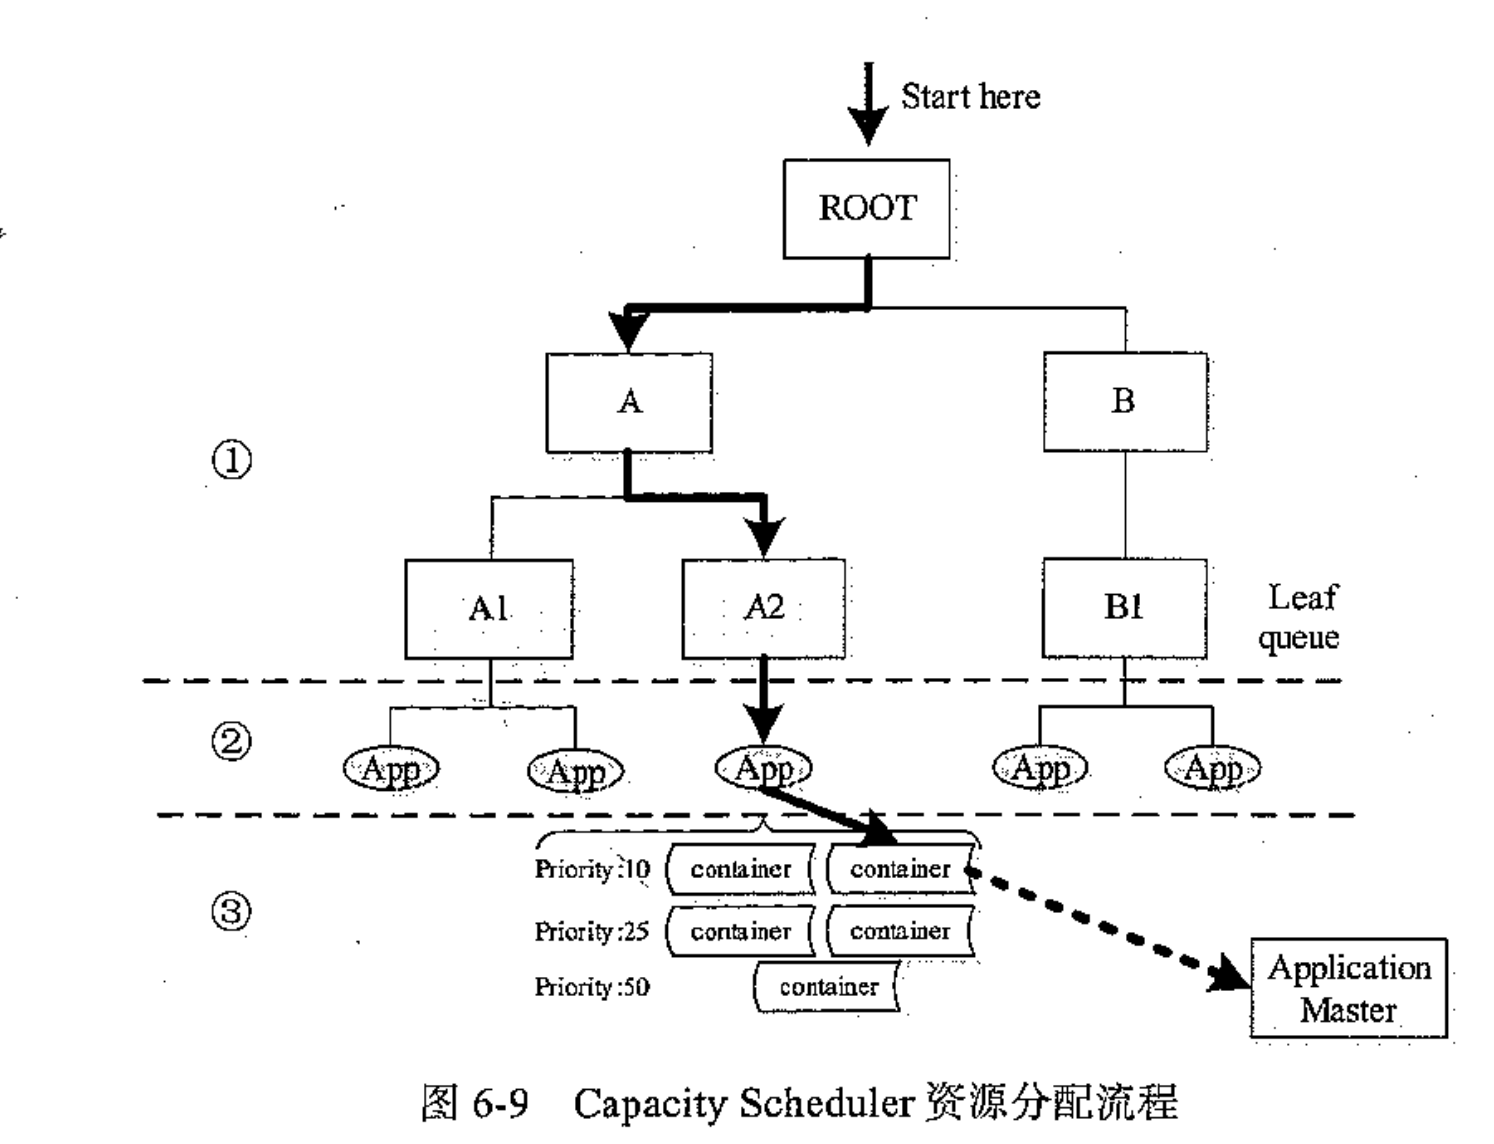 Start here
ROOT
A
B
①
A1
A2
B1
Leaf
queue
②
App
App
App
App
App
③
Priority:10
container
container
Priority:25
container
container
Priority:50
container
Application
Master
图 6-9 Capacity Scheduler 资源分配流程